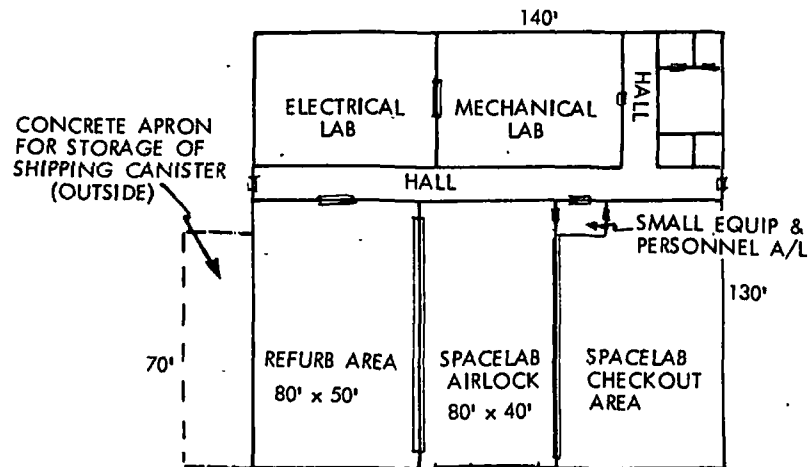 140'
ELECTRICAL
LAB
MECHANICAL
LAB
HALL
CONCRETE APRON
FOR STORAGE OF
SHIPPING CANISTER
(OUTSIDE)
HALL
SMALL EQUIP &
PERSONNEL A/L
130'
70'
REFURB AREA
80' x 50'
SPACELAB
AIRLOCK
80' x 40'
SPACELAB
CHECKOUT
AREA